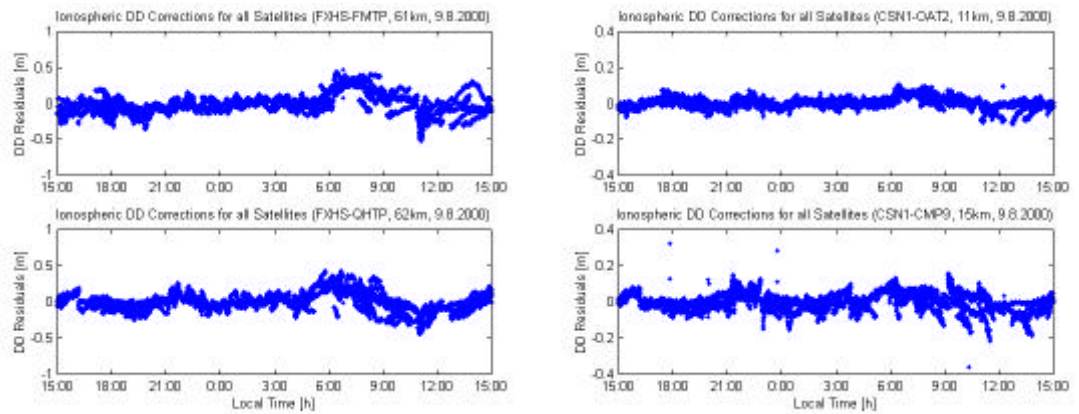 Ionospheric DD Corrections for all Satellites (FXHS-FMTP, 61km, 9.8.2000)
DD Residuals [m]
1
0.5
0
-0.5
-1
15:00 18:00 21:00 0:00 3:00 6:00 9:00 12:00 15:00
Ionospheric DD Corrections for all Satellites (CSN1-OAT2, 11km, 9.8.2000)
DD Residuals [m]
0.4
0.2
0
-0.2
-0.4
15:00 18:00 21:00 0:00 3:00 6:00 9:00 12:00 15:00
Ionospheric DD Corrections for all Satellites (FXHS-QHTP, 62km, 9.8.2000)
DD Residuals [m]
1
0.5
0
-0.5
-1
15:00 18:00 21:00 0:00 3:00 6:00 9:00 12:00 15:00
Local Time [h]
Ionospheric DD Corrections for all Satellites (CSN1-CMP9, 15km, 9.8.2000)
DD Residuals [m]
0.4
0.2
0
-0.2
-0.4
15:00 18:00 21:00 0:00 3:00 6:00 9:00 12:00 15:00
Local Time [h]